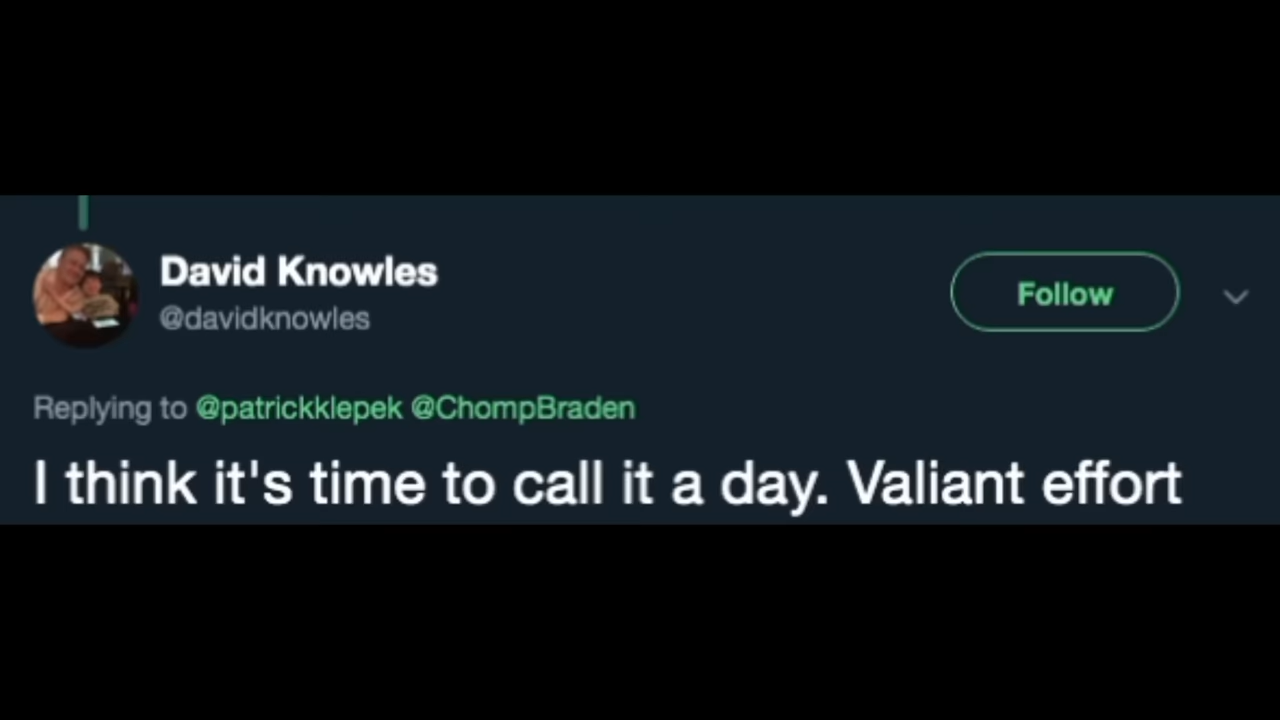 David Knowles
@davidknowles
Follow
Replying to @patrickklepek @ChompBraden
I think it's time to call it a day. Valiant effort